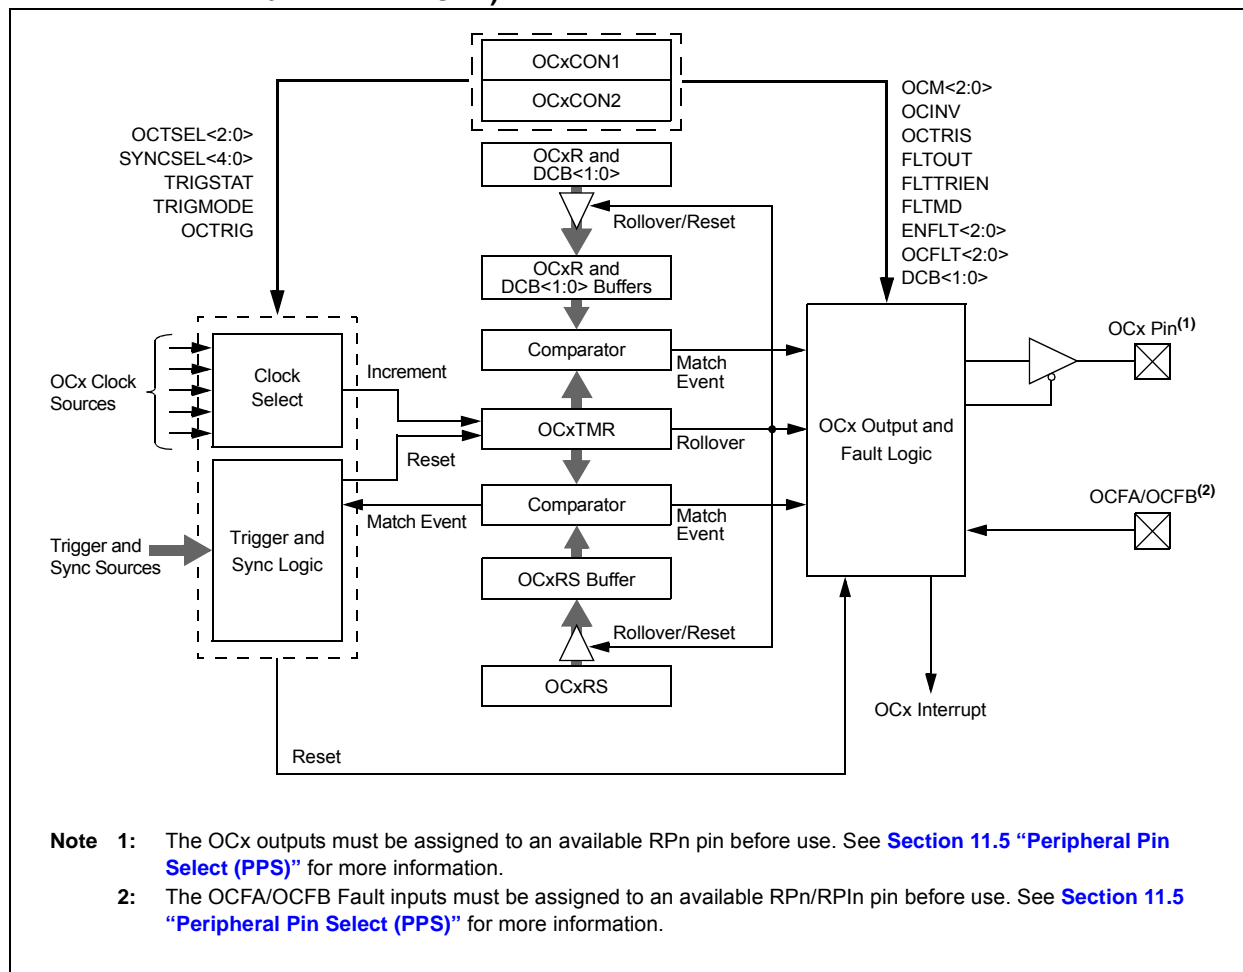 OCxCON1
OCxCON2
OCM<2:0>
OCINV
OCTRIS
FLTOUT
FLTTRIEN
FLTMD
ENFLT<2:0>
OCFLT<2:0>
DCB<1:0>
OCTSEL<2:0>
SYNCSEL<4:0>
TRIGSTAT
TRIGMODE
OCTRIG
OCxR and
DCB<1:0>
Rollover/Reset
OCxR and
DCB<1:0> Buffers
OCx Pin(1)
Comparator
Match
Event
OCx Clock
Sources
Clock
Select
Increment
OCxTMR
Rollover
OCx Output and
Fault Logic
Reset
OCFA/OCFB(2)
Comparator
Match Event
Match
Event
Trigger and
Sync Sources
Trigger and
Sync Logic
OCxRS Buffer
Rollover/Reset
OCxRS
OCx Interrupt
Reset
Note 1: The OCx outputs must be assigned to an available RPn pin before use. See Section 11.5 “Peripheral Pin
Select (PPS)” for more information.
2: The OCFA/OCFB Fault inputs must be assigned to an available RPn/RPIn pin before use. See Section 11.5
“Peripheral Pin Select (PPS)” for more information.